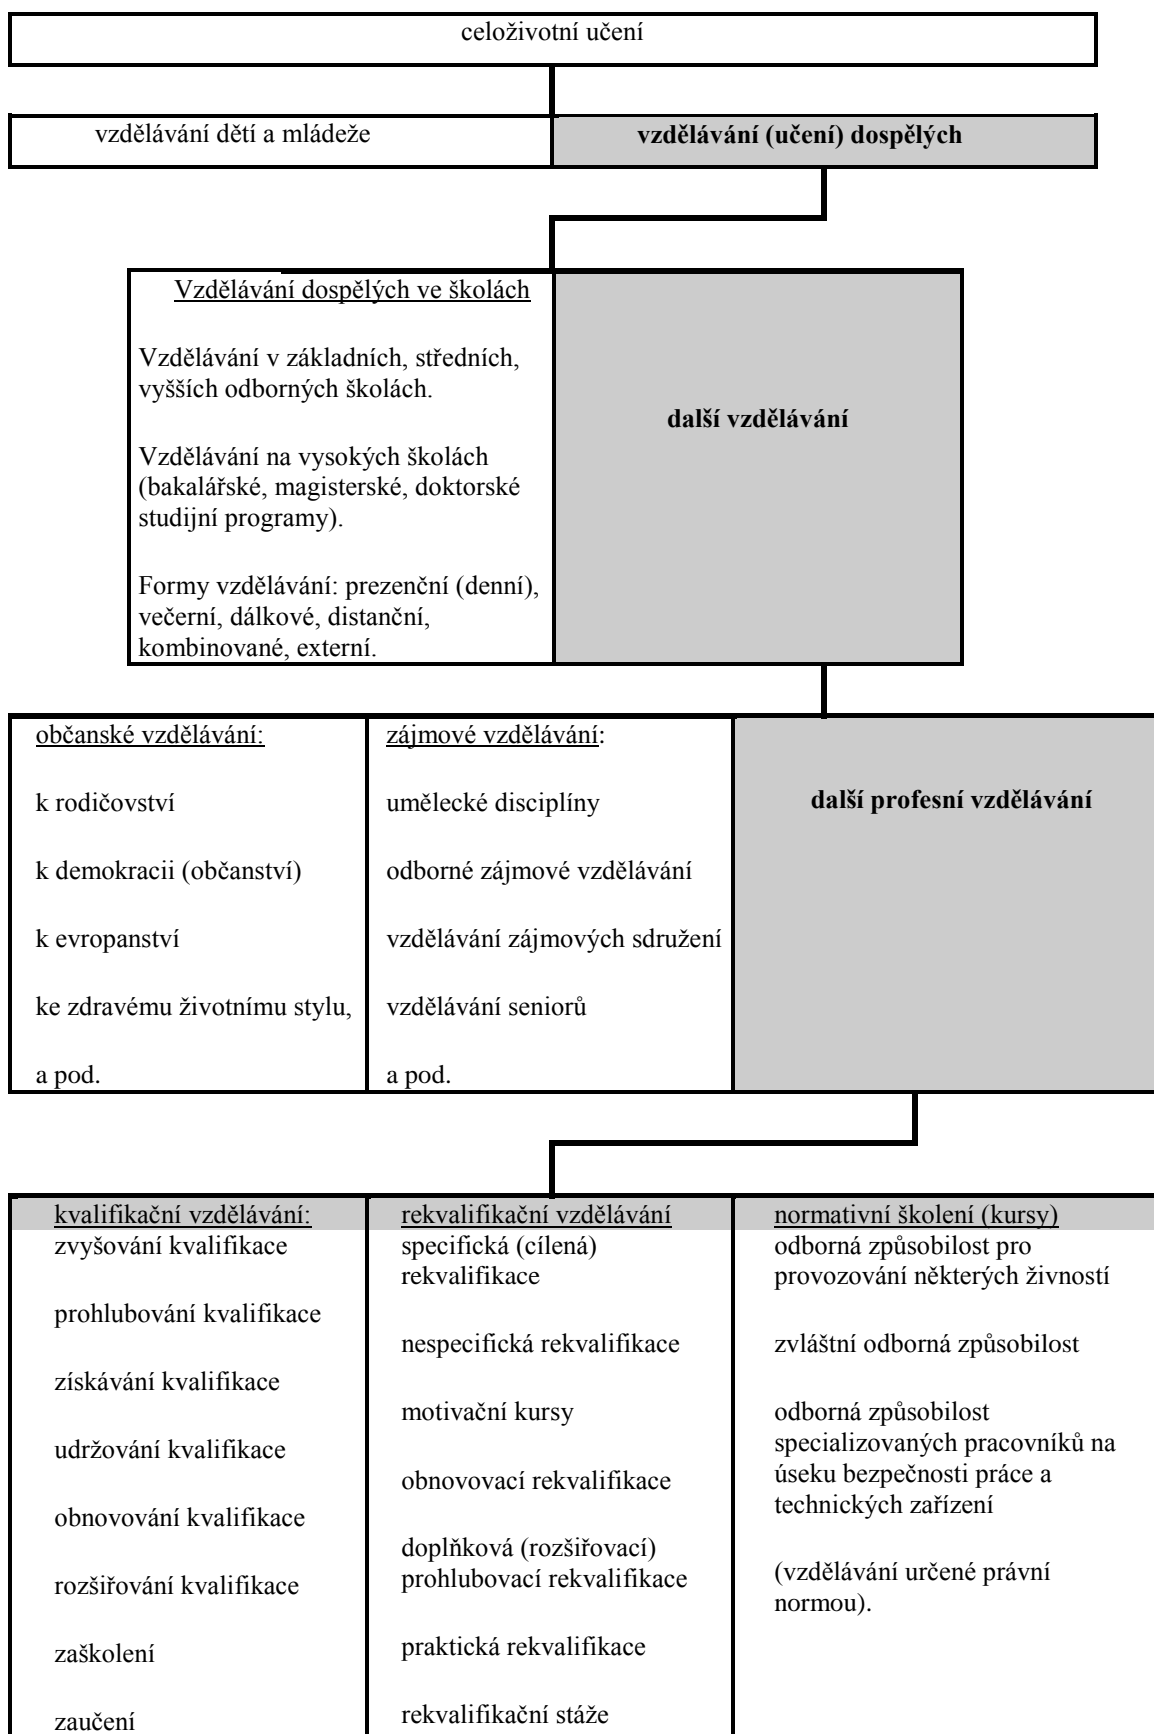 celoživotní učení
vzdělávání dětí a mládeže
vzdělávání (učení) dospělých
Vzdělávání dospělých ve školách
Vzdělávání v základních, středních,
vyšších odborných školách.
Vzdělávání na vysokých školách
(bakalářské, magisterské, doktorské
studijní programy).
Formy vzdělávání: prezenční (denní),
večerní, dálkové, distanční,
kombinované, externí.
další vzdělávání
občanské vzdělávání:
k rodičovství
k demokracii (občanství)
k evropanství
ke zdravému životnímu stylu,
a pod.
zájmové vzdělávání:
umělecké disciplíny
odborné zájmové vzdělávání
vzdělávání zájmových sdružení
vzdělávání seniorů
a pod.
další profesní vzdělávání
kvalifikační vzdělávání:
zvyšování kvalifikace
prohlubování kvalifikace
získávání kvalifikace
udržování kvalifikace
obnovování kvalifikace
rozšiřování kvalifikace
zaškolení
zaučení
rekvalifikační vzdělávání
specifická (cílená)
rekvalifikace
nespecifická rekvalifikace
motivační kursy
obnovovací rekvalifikace
doplňková (rozšiřovací)
prohlubovací rekvalifikace
praktická rekvalifikace
rekvalifikační stáže
normativní školení (kursy)
odborná způsobilost pro
provozování některých živností
zvláštní odborná způsobilost
odborná způsobilost
specializovaných pracovníků na
úseku bezpečnosti práce a
technických zařízení
(vzdělávání určené právní
normou).